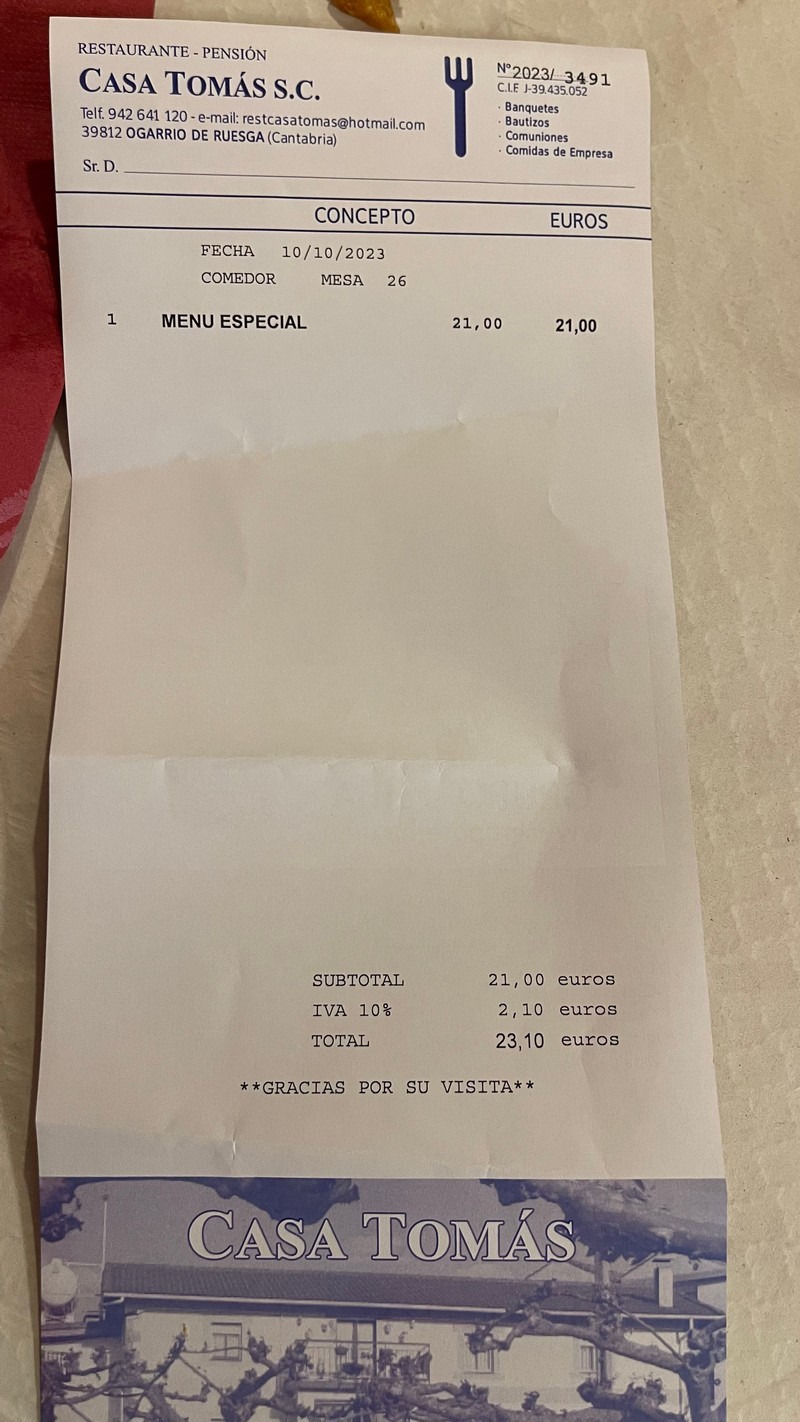 RESTAURANTE - PENSIÓN
CASA TOMÁS S.C.
Telf. 942 641 120 - e-mail: restcasatomas@hotmail.com
39812 OGARRIO DE RUESGA (Cantabria)
Nº 2023/ 3491
C.I.F. J-39.435.052
· Banquetes
· Bautizos
· Comuniones
· Comidas de Empresa
Sr. D.
CONCEPTO EUROS
FECHA 10/10/2023
COMEDOR MESA 26
1 MENU ESPECIAL 21,00 21,00
SUBTOTAL 21,00 euros
IVA 10% 2,10 euros
TOTAL 23,10 euros
**GRACIAS POR SU VISITA**
CASA TOMÁS